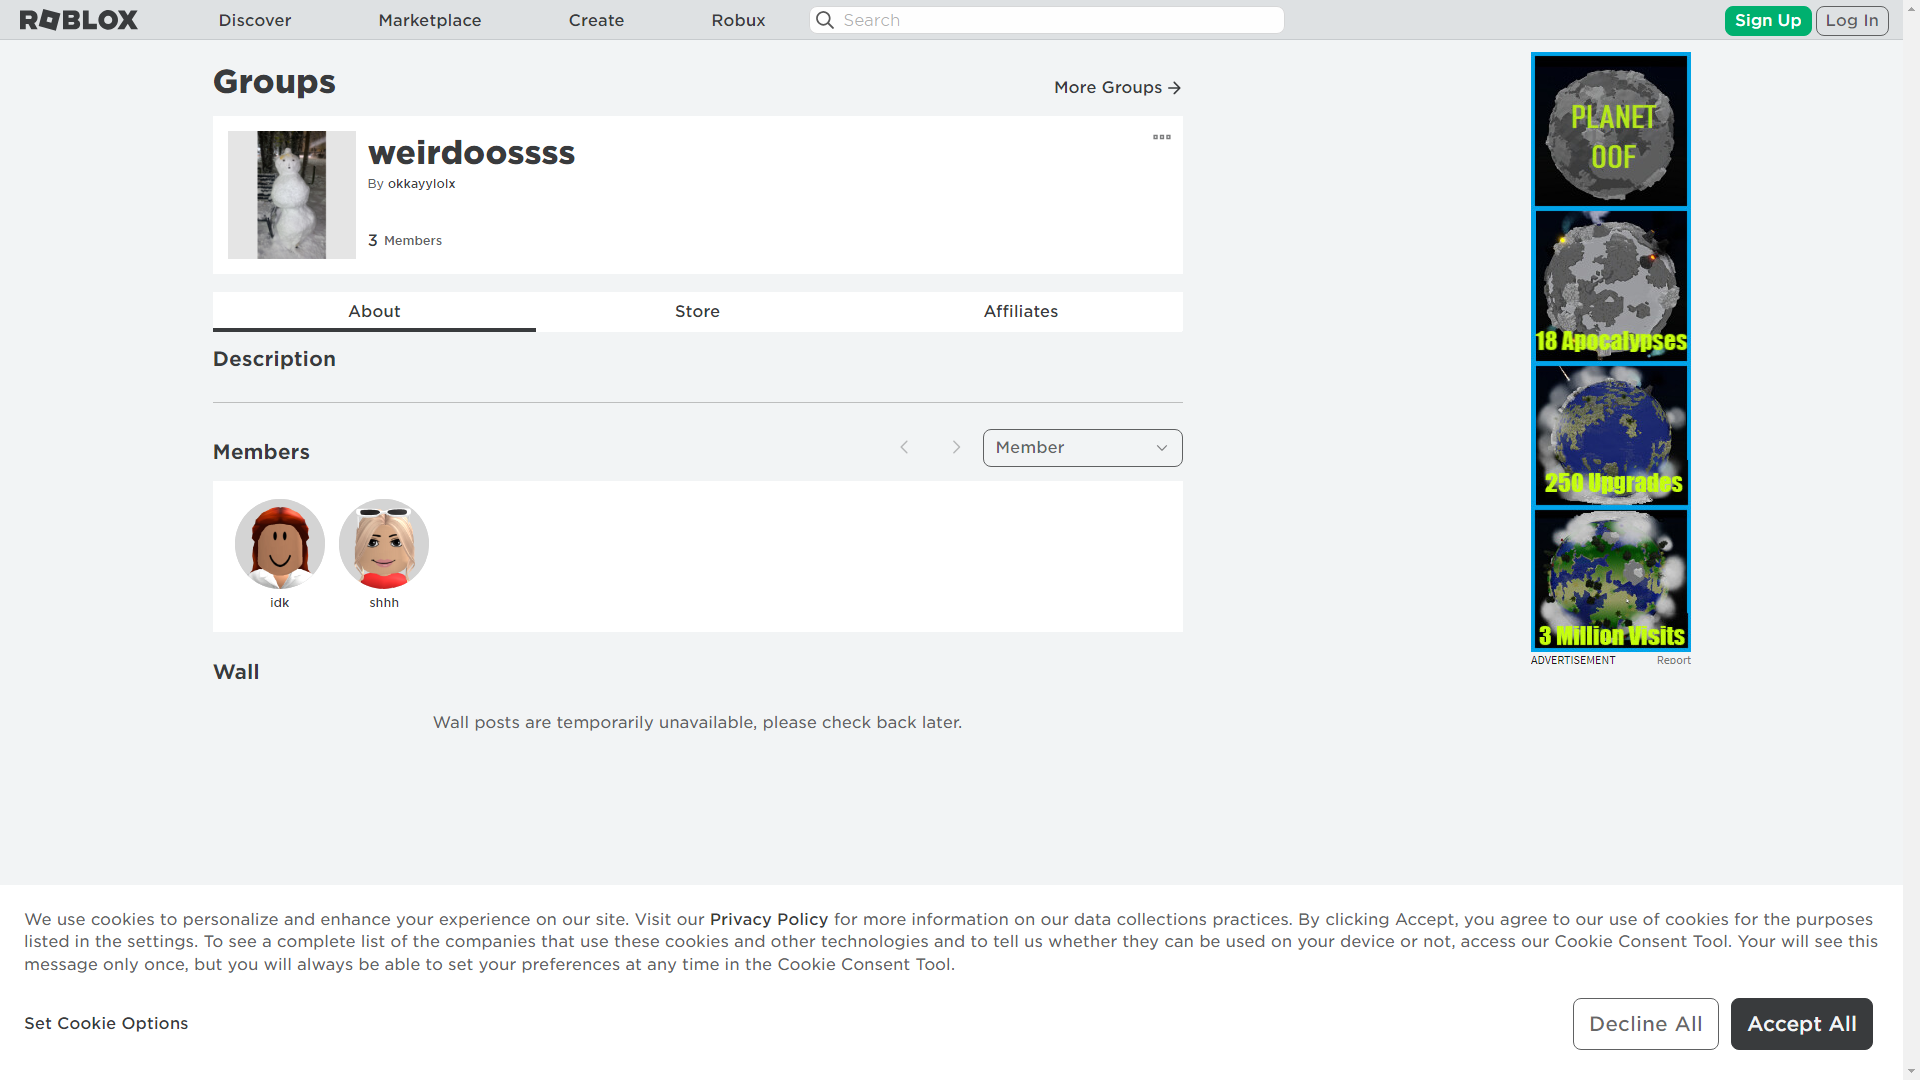 ROBLOX
Discover
Marketplace
Create
Robux
Search
Sign Up
Log In
Groups
More Groups
weirdoossss
By okkayylolx
3 Members
About
Store
Affiliates
Description
Members
Member
idk
shhh
Wall
Wall posts are temporarily unavailable, please check back later.
PLANET
OOF
18 Apocalypses
250 Upgrades
3 Million Visits
ADVERTISEMENT
Report
We use cookies to personalize and enhance your experience on our site. Visit our Privacy Policy for more information on our data collections practices. By clicking Accept, you agree to our use of cookies for the purposes
listed in the settings. To see a complete list of the companies that use these cookies and other technologies and to tell us whether they can be used on your device or not, access our Cookie Consent Tool. Your will see this
message only once, but you will always be able to set your preferences at any time in the Cookie Consent Tool.
Set Cookie Options
Decline All
Accept All